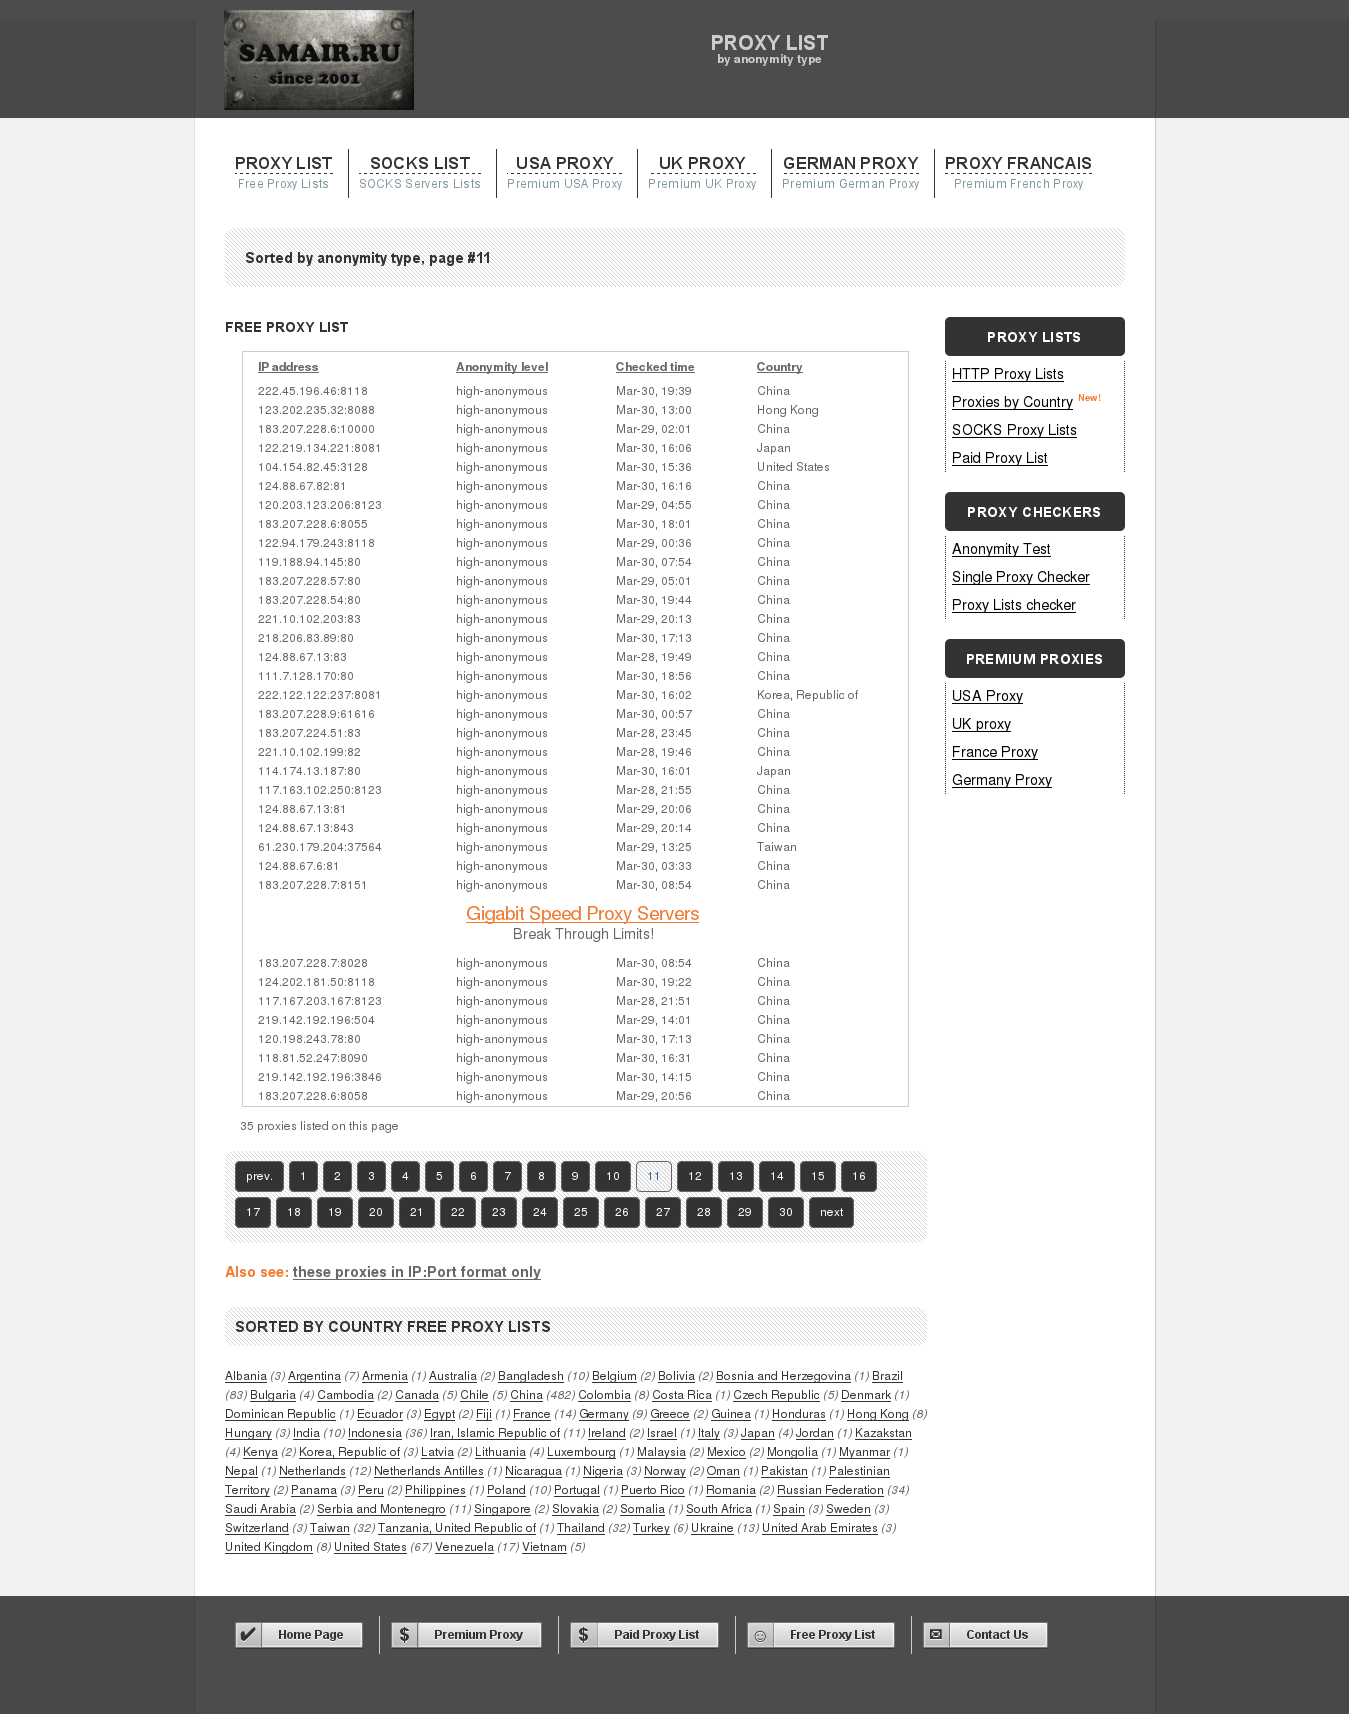 SAMAIR.RU
since 2001
PROXY LIST
by anonymity type
PROXY LIST SOCKS LIST USA PROXY UK PROXY GERMAN PROXY PROXY FRANCAIS
Free Proxy Lists SOCKS Servers Lists Premium USA Proxy Premium UK Proxy Premium German Proxy Premium French Proxy
Sorted by anonymity type, page #11
FREE PROXY LIST
IP address Anonymity level Checked time Country
222.45.196.46:8118 high-anonymous Mar-30, 19:39 China
123.202.235.32:8088 high-anonymous Mar-30, 13:00 Hong Kong
183.207.228.6:10000 high-anonymous Mar-29, 02:01 China
122.219.134.221:8081 high-anonymous Mar-30, 16:06 Japan
104.154.82.45:3128 high-anonymous Mar-30, 15:36 United States
124.88.67.82:81 high-anonymous Mar-30, 16:16 China
120.203.123.206:8123 high-anonymous Mar-29, 04:55 China
183.207.228.6:8055 high-anonymous Mar-30, 18:01 China
122.94.179.243:8118 high-anonymous Mar-29, 00:36 China
119.188.94.145:80 high-anonymous Mar-30, 07:54 China
183.207.228.57:80 high-anonymous Mar-29, 05:01 China
183.207.228.54:80 high-anonymous Mar-30, 19:44 China
221.10.102.203:83 high-anonymous Mar-29, 20:13 China
218.206.83.89:80 high-anonymous Mar-30, 17:13 China
124.88.67.13:83 high-anonymous Mar-28, 19:49 China
111.7.128.170:80 high-anonymous Mar-30, 18:56 China
222.122.122.237:8081 high-anonymous Mar-30, 16:02 Korea, Republic of
183.207.228.9:61616 high-anonymous Mar-30, 00:57 China
183.207.224.51:83 high-anonymous Mar-28, 23:45 China
221.10.102.199:82 high-anonymous Mar-28, 19:46 China
114.174.13.187:80 high-anonymous Mar-30, 16:01 Japan
117.163.102.250:8123 high-anonymous Mar-28, 21:55 China
124.88.67.13:81 high-anonymous Mar-29, 20:06 China
124.88.67.13:843 high-anonymous Mar-29, 20:14 China
61.230.179.204:37564 high-anonymous Mar-29, 13:25 Taiwan
124.88.67.6:81 high-anonymous Mar-30, 03:33 China
183.207.228.7:8151 high-anonymous Mar-30, 08:54 China
Gigabit Speed Proxy Servers
Break Through Limits!
183.207.228.7:8028 high-anonymous Mar-30, 08:54 China
124.202.181.50:8118 high-anonymous Mar-30, 19:22 China
117.167.203.167:8123 high-anonymous Mar-28, 21:51 China
219.142.192.196:504 high-anonymous Mar-29, 14:01 China
120.198.243.78:80 high-anonymous Mar-30, 17:13 China
118.81.52.247:8090 high-anonymous Mar-30, 16:31 China
219.142.192.196:3846 high-anonymous Mar-30, 14:15 China
183.207.228.6:8058 high-anonymous Mar-29, 20:56 China
35 proxies listed on this page
prev. 1 2 3 4 5 6 7 8 9 10 11 12 13 14 15 16
17 18 19 20 21 22 23 24 25 26 27 28 29 30 next
Also see: these proxies in IP:Port format only
SORTED BY COUNTRY FREE PROXY LISTS
Albania (3) Argentina (7) Armenia (1) Australia (2) Bangladesh (10) Belgium (2) Bolivia (2) Bosnia and Herzegovina (1) Brazil
(83) Bulgaria (4) Cambodia (2) Canada (5) Chile (5) China (482) Colombia (8) Costa Rica (1) Czech Republic (5) Denmark (1)
Dominican Republic (1) Ecuador (3) Egypt (2) Fiji (1) France (14) Germany (9) Greece (2) Guinea (1) Honduras (1) Hong Kong (8)
Hungary (3) India (10) Indonesia (36) Iran, Islamic Republic of (11) Ireland (2) Israel (1) Italy (3) Japan (4) Jordan (1) Kazakstan
(4) Kenya (2) Korea, Republic of (3) Latvia (2) Lithuania (4) Luxembourg (1) Malaysia (2) Mexico (2) Mongolia (1) Myanmar (1)
Nepal (1) Netherlands (12) Netherlands Antilles (1) Nicaragua (1) Nigeria (3) Norway (2) Oman (1) Pakistan (1) Palestinian
Territory (2) Panama (3) Peru (2) Philippines (1) Poland (10) Portugal (1) Puerto Rico (1) Romania (2) Russian Federation (34)
Saudi Arabia (2) Serbia and Montenegro (11) Singapore (2) Slovakia (2) Somalia (1) South Africa (1) Spain (3) Sweden (3)
Switzerland (3) Taiwan (32) Tanzania, United Republic of (1) Thailand (32) Turkey (6) Ukraine (13) United Arab Emirates (3)
United Kingdom (8) United States (67) Venezuela (17) Vietnam (5)
PROXY LISTS
HTTP Proxy Lists
Proxies by Country New!
SOCKS Proxy Lists
Paid Proxy List
PROXY CHECKERS
Anonymity Test
Single Proxy Checker
Proxy Lists checker
PREMIUM PROXIES
USA Proxy
UK proxy
France Proxy
Germany Proxy
✔ Home Page $ Premium Proxy $ Paid Proxy List ☺ Free Proxy List ✉ Contact Us